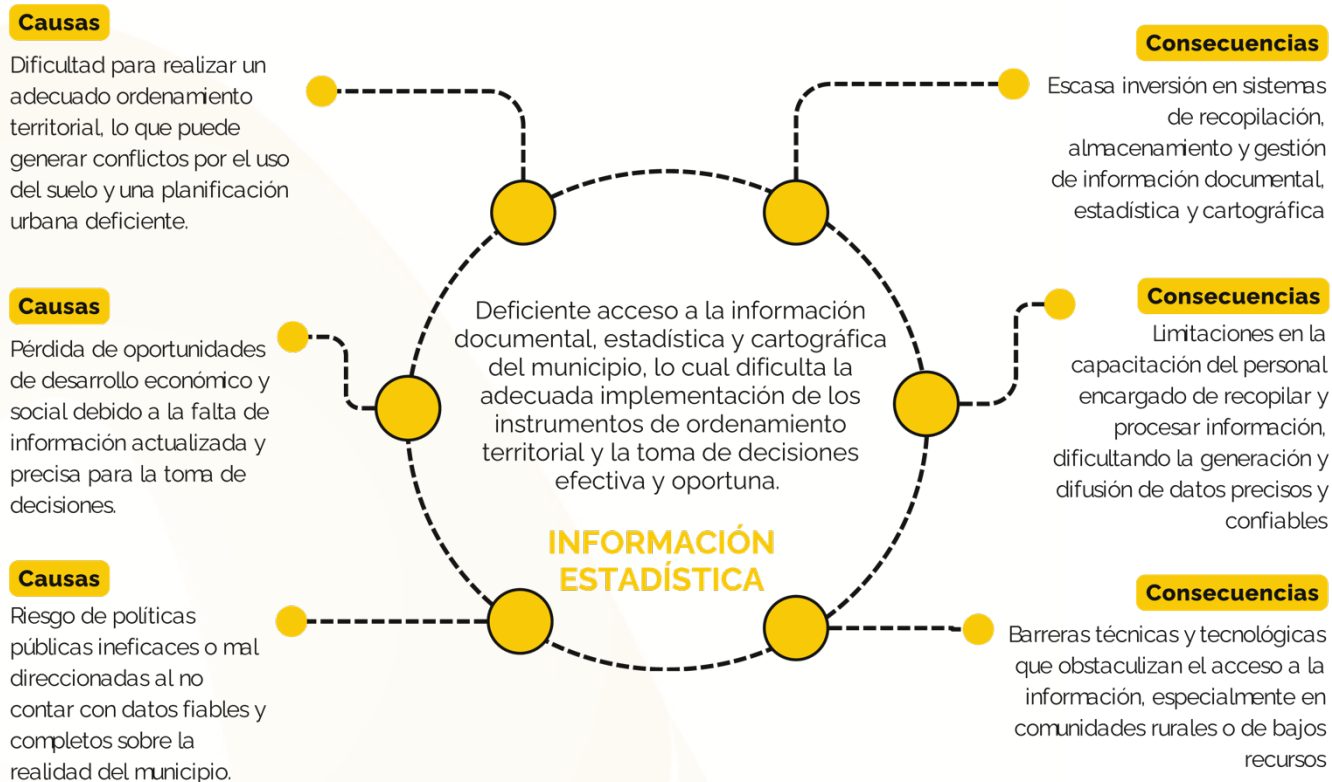 Causas
Dificultad para realizar un
adecuado ordenamiento
territorial, lo que puede
generar conflictos por el uso
del suelo y una planificación
urbana deficiente.
Causas
Pérdida de oportunidades
de desarrollo económico y
social debido a la falta de
información actualizada y
precisa para la toma de
decisiones.
Causas
Riesgo de políticas
públicas ineficaces o mal
direccionadas al no
contar con datos fiables y
completos sobre la
realidad del municipio.
Deficiente acceso a la información
documental, estadística y cartográfica
del municipio, lo cual dificulta la
adecuada implementación de los
instrumentos de ordenamiento
territorial y la toma de decisiones
efectiva y oportuna.
INFORMACIÓN
ESTADÍSTICA
Consecuencias
Escasa inversión en sistemas
de recopilación,
almacenamiento y gestión
de información documental,
estadística y cartográfica
Consecuencias
Limitaciones en la
capacitación del personal
encargado de recopilar y
procesar información,
dificultando la generación y
difusión de datos precisos y
confiables
Consecuencias
Barreras técnicas y tecnológicas
que obstaculizan el acceso a la
información, especialmente en
comunidades rurales o de bajos
recursos